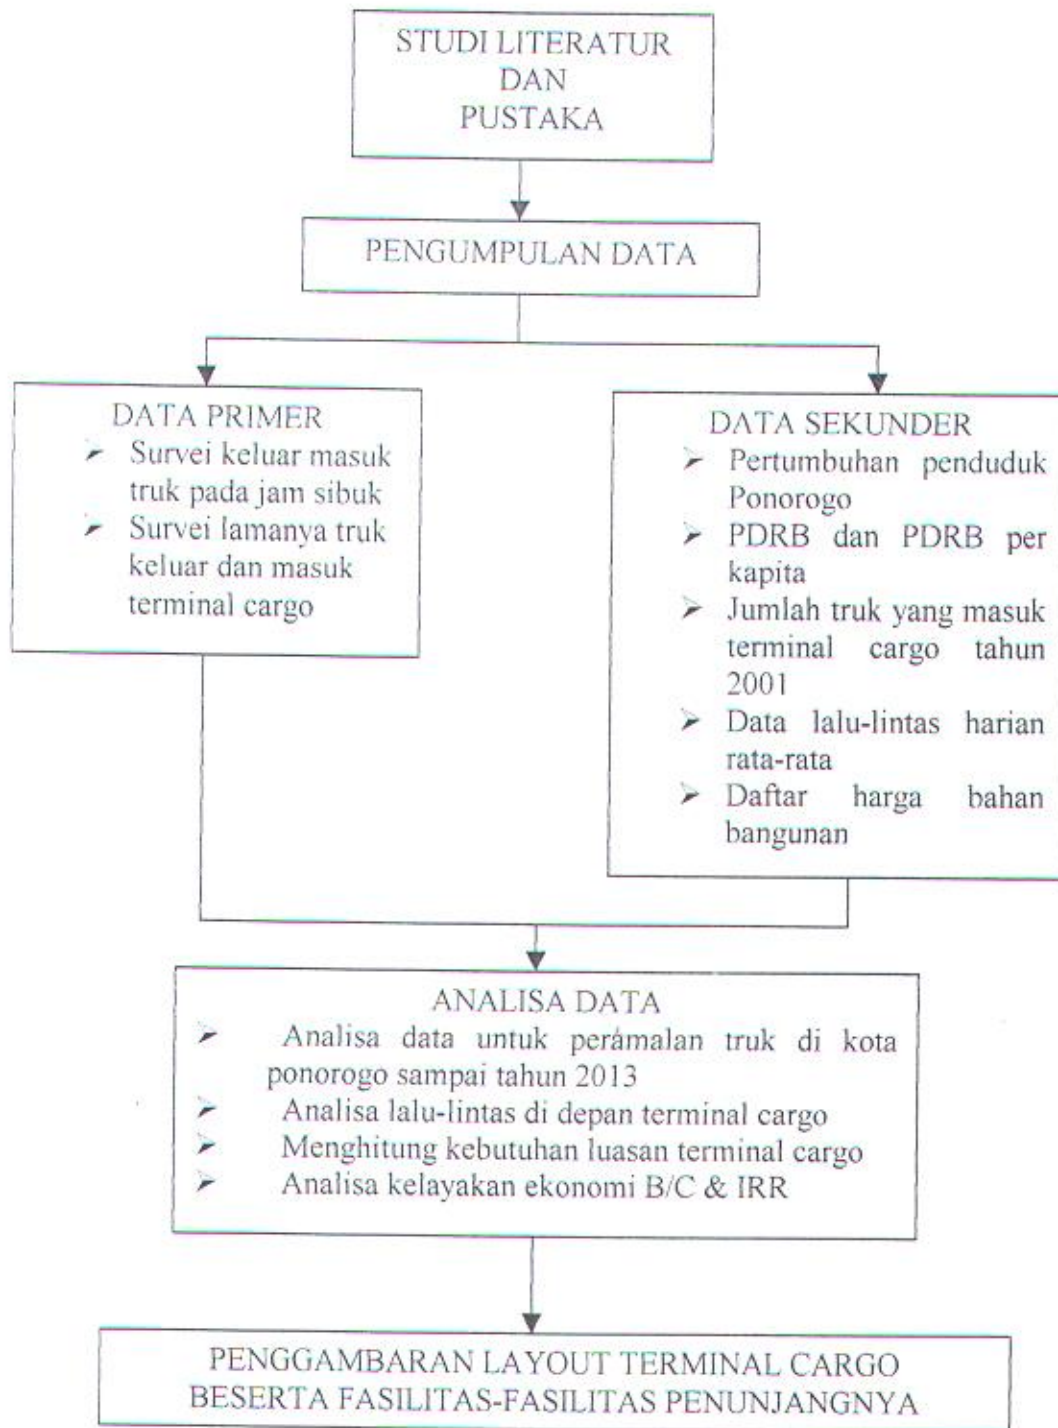 STUDI LITERATUR
DAN
PUSTAKA
PENGUMPULAN DATA
DATA PRIMER
➢ Survei keluar masuk
truk pada jam sibuk
➢ Survei lamanya truk
keluar dan masuk
terminal cargo
DATA SEKUNDER
➢ Pertumbuhan penduduk
Ponorogo
➢ PDRB dan PDRB per
kapita
➢ Jumlah truk yang masuk
terminal cargo tahun
2001
➢ Data lalu-lintas harian
rata-rata
➢ Daftar harga bahan
bangunan
ANALISA DATA
➢ Analisa data untuk peramalan truk di kota
ponorogo sampai tahun 2013
➢ Analisa lalu-lintas di depan terminal cargo
➢ Menghitung kebutuhan luasan terminal cargo
➢ Analisa kelayakan ekonomi B/C & IRR
PENGGAMBARAN LAYOUT TERMINAL CARGO
BESERTA FASILITAS-FASILITAS PENUNJANGNYA